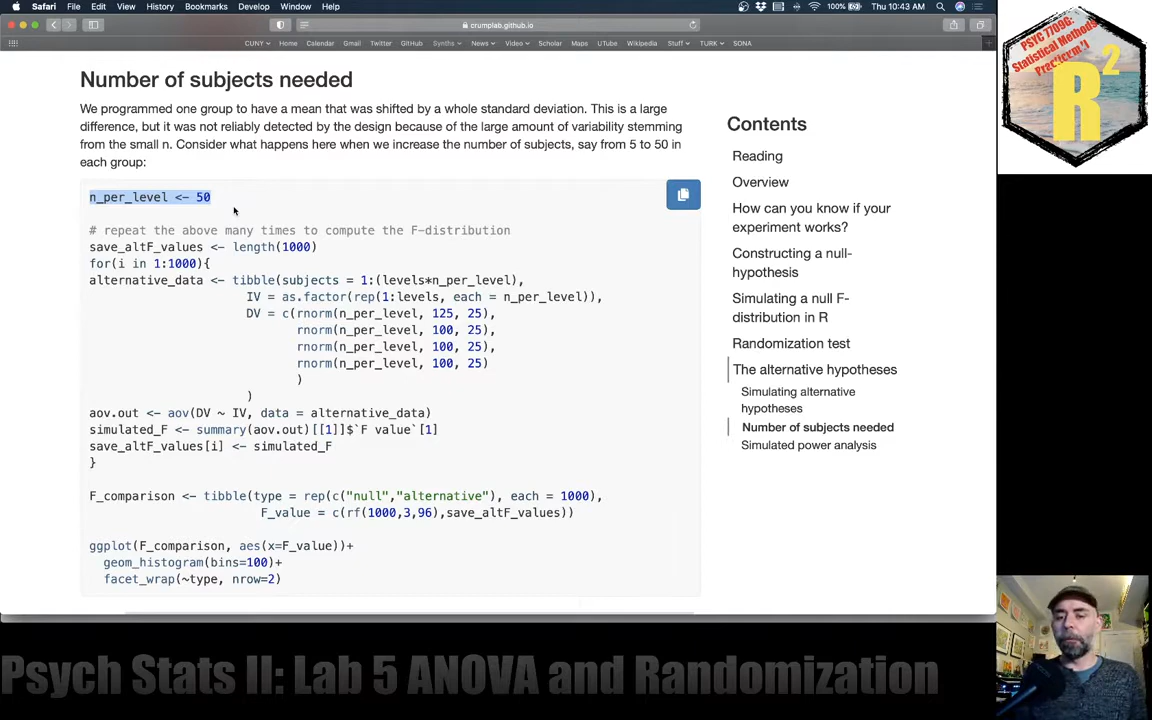 Safari File Edit View History Bookmarks Develop Window Help 100% Thu 10:43 AM
crumplab.github.io
CUNY Home Calendar Gmail Twitter GitHub Synths News Video Scholar Maps UTube Wikipedia Stuff TURK SONA
PSYC 7709G:
Statistical Methods
Practicum 1
R2
Number of subjects needed
We programmed one group to have a mean that was shifted by a whole standard deviation. This is a large
difference, but it was not reliably detected by the design because of the large amount of variability stemming
from the small n. Consider what happens here when we increase the number of subjects, say from 5 to 50 in
each group:
n_per_level <- 50
# repeat the above many times to compute the F-distribution
save_altF_values <- length(1000)
for(i in 1:1000){
alternative_data <- tibble(subjects = 1:(levels*n_per_level),
IV = as.factor(rep(1:levels, each = n_per_level)),
DV = c(rnorm(n_per_level, 125, 25),
rnorm(n_per_level, 100, 25),
rnorm(n_per_level, 100, 25),
rnorm(n_per_level, 100, 25)
)
)
aov.out <- aov(DV ~ IV, data = alternative_data)
simulated_F <- summary(aov.out)[[1]]$`F value`[1]
save_altF_values[i] <- simulated_F
}
F_comparison <- tibble(type = rep(c("null","alternative"), each = 1000),
F_value = c(rf(1000,3,96),save_altF_values))
ggplot(F_comparison, aes(x=F_value))+
geom_histogram(bins=100)+
facet_wrap(~type, nrow=2)
Contents
Reading
Overview
How can you know if your
experiment works?
Constructing a null-
hypothesis
Simulating a null F-
distribution in R
Randomization test
The alternative hypotheses
Simulating alternative
hypotheses
Number of subjects needed
Simulated power analysis
Psych Stats II: Lab 5 ANOVA and Randomization